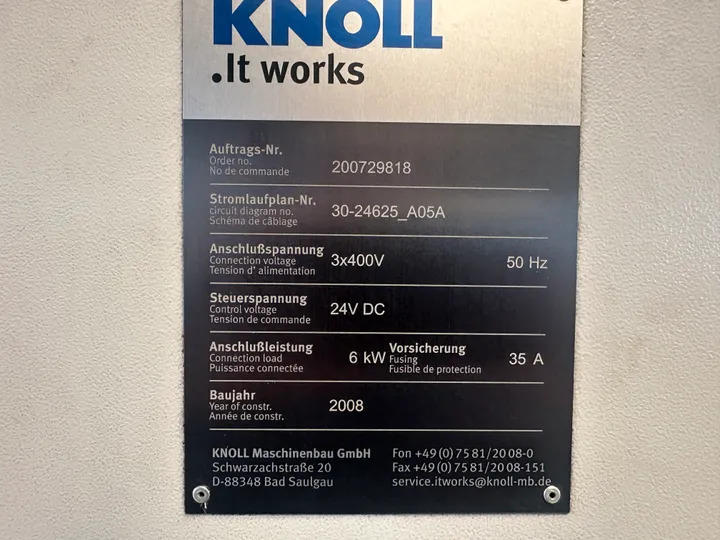 KNOLL
.It works
Auftrags-Nr.
Order no.
No de commande
200729818
Stromlaufplan-Nr.
circuit diagram no.
Schéma de câblage
30-24625_A05A
Anschlußspannung
Connection voltage
Tension d' alimentation
3x400V
50 Hz
Steuerspannung
Control voltage
Tension de commande
24V DC
Anschlußleistung
Connection load
Puissance connectée
6 kW
Vorsicherung
Fusing
Fusible de protection
35 A
Baujahr
Year of constr.
Année de constr.
2008
KNOLL Maschinenbau GmbH
Schwarzachstraße 20
D-88348 Bad Saulgau
Fon +49 (0) 75 81/20 08-0
Fax +49 (0) 75 81/20 08-151
service.itworks@knoll-mb.de